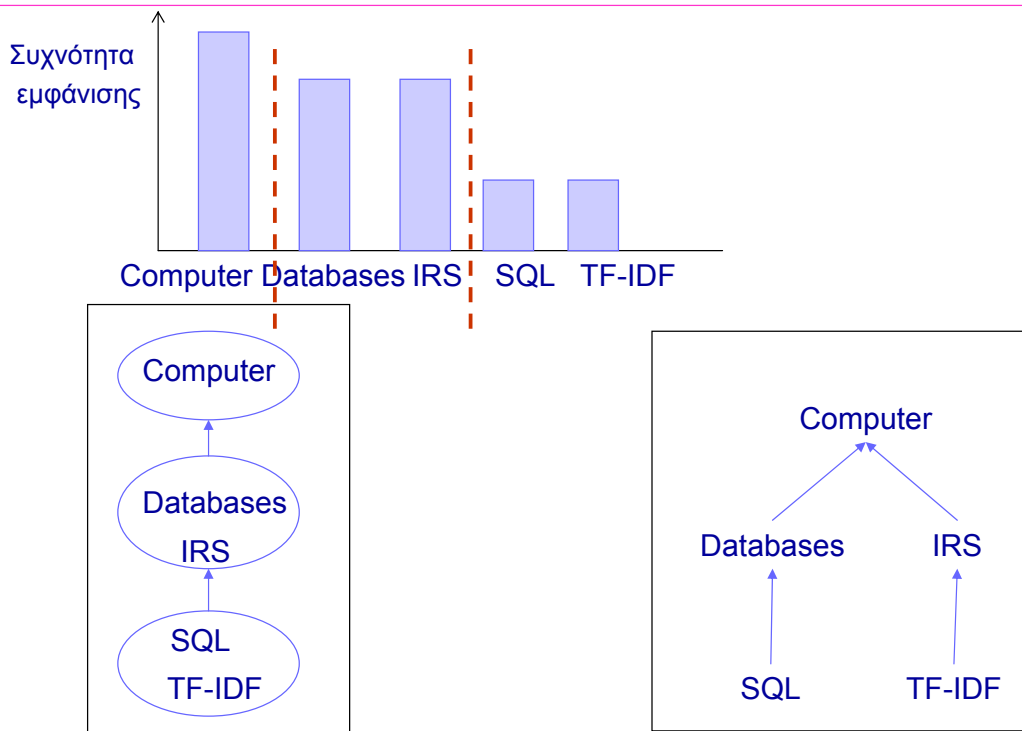 Συχνότητα
εμφάνισης
Computer Databases IRS SQL TF-IDF
Computer
Databases
IRS
SQL
TF-IDF
Computer
Databases IRS
SQL TF-IDF